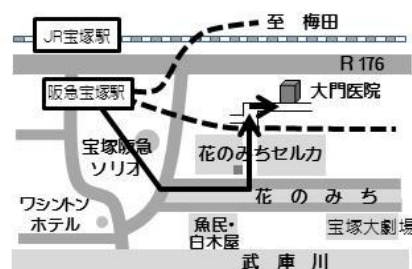 至 梅田
JR宝塚駅
R 176
阪急宝塚駅
大門医院
宝塚阪急
ソリオ
花のみちセルカ
花のみち
ワシントン
ホテル
魚民・
白木屋
宝塚大劇場
武庫川